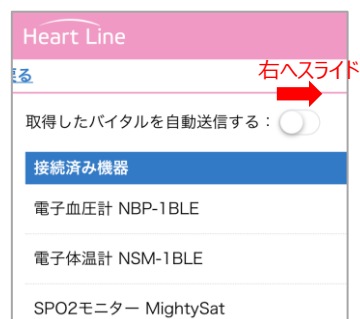 Heart Line
戻る
右へスライド
取得したバイタルを自動送信する：
接続済み機器
電子血圧計 NBP-1BLE
電子体温計 NSM-1BLE
SPO2モニター MightySat